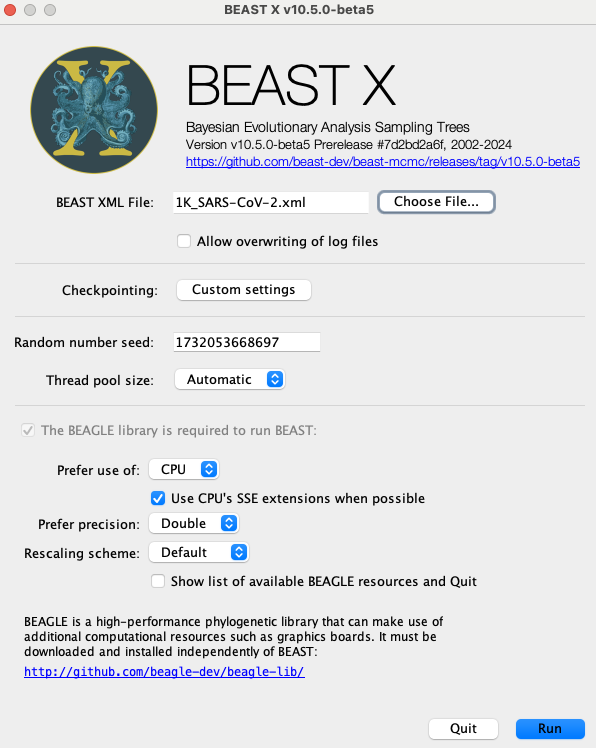 BEAST X v10.5.0-beta5
X
BEAST X
Bayesian Evolutionary Analysis Sampling Trees
Version v10.5.0-beta5 Prerelease #7d2bd2a6f, 2002-2024
https://github.com/beast-dev/beast-mcmc/releases/tag/v10.5.0-beta5
BEAST XML File: 1K_SARS-CoV-2.xml Choose File...
Allow overwriting of log files
Checkpointing: Custom settings
Random number seed: 1732053668697
Thread pool size: Automatic
The BEAGLE library is required to run BEAST:
Prefer use of: CPU
Use CPU's SSE extensions when possible
Prefer precision: Double
Rescaling scheme: Default
Show list of available BEAGLE resources and Quit
BEAGLE is a high-performance phylogenetic library that can make use of
additional computational resources such as graphics boards. It must be
downloaded and installed independently of BEAST:
http://github.com/beagle-dev/beagle-lib/
Quit Run